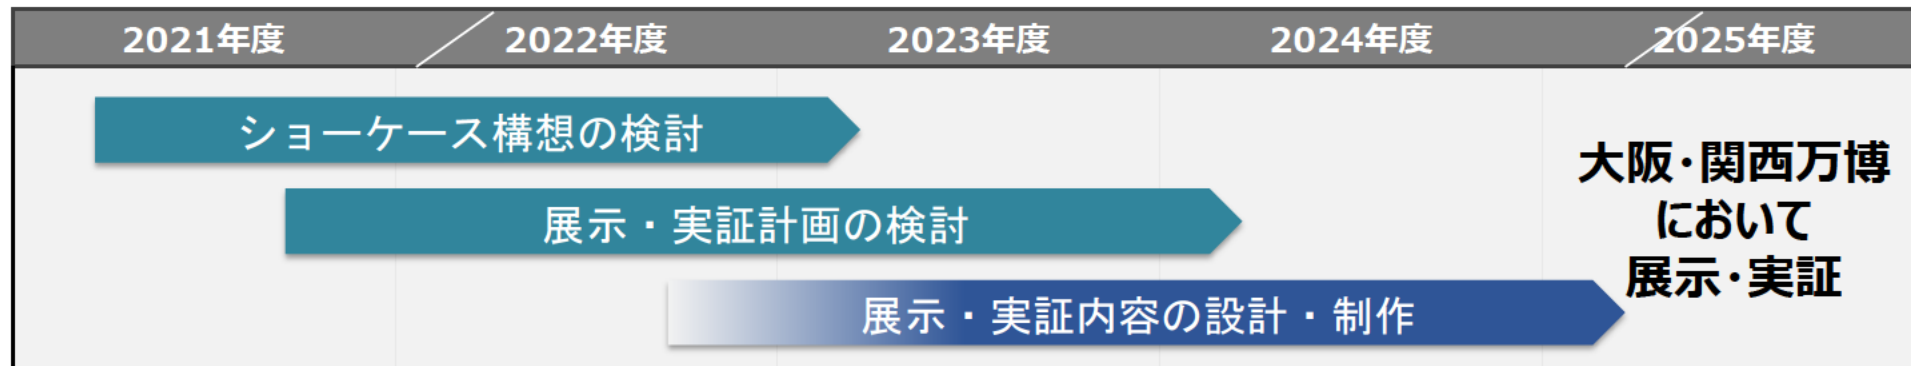 2021年度 2022年度 2023年度 2024年度 2025年度
ショーケース構想の検討
展示・実証計画の検討
展示・実証内容の設計・制作
大阪・関西万博
において
展示・実証